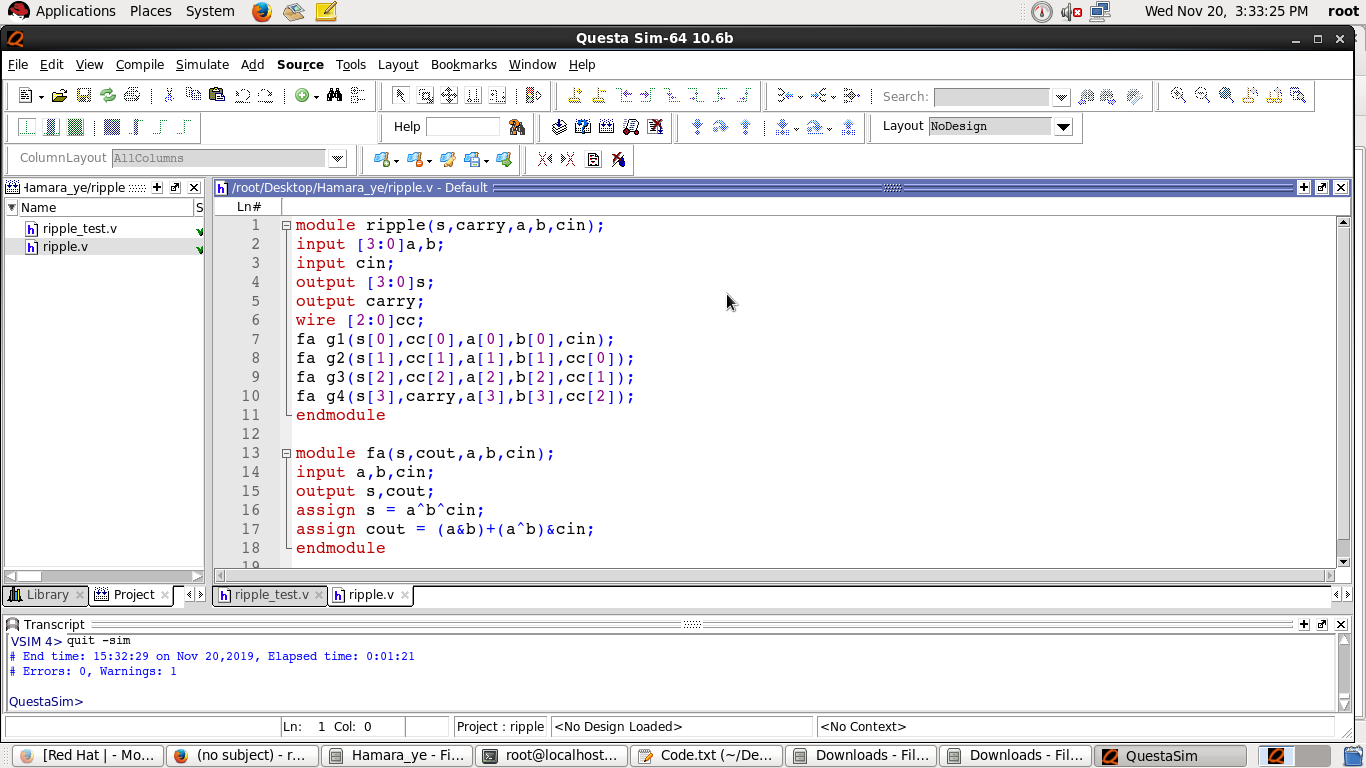 Applications Places System Wed Nov 20, 3:33:25 PM root
Questa Sim-64 10.6b
File Edit View Compile Simulate Add Source Tools Layout Bookmarks Window Help
Search:
Help Layout NoDesign
ColumnLayout AllColumns
Hamara_ye/ripple /root/Desktop/Hamara_ye/ripple.v - Default
Name S Ln#
ripple_test.v
ripple.v
1 module ripple(s,carry,a,b,cin);
2 input [3:0]a,b;
3 input cin;
4 output [3:0]s;
5 output carry;
6 wire [2:0]cc;
7 fa g1(s[0],cc[0],a[0],b[0],cin);
8 fa g2(s[1],cc[1],a[1],b[1],cc[0]);
9 fa g3(s[2],cc[2],a[2],b[2],cc[1]);
10 fa g4(s[3],carry,a[3],b[3],cc[2]);
11 endmodule
12
13 module fa(s,cout,a,b,cin);
14 input a,b,cin;
15 output s,cout;
16 assign s = a^b^cin;
17 assign cout = (a&b)+(a^b)&cin;
18 endmodule
19
Library Project ripple_test.v ripple.v
Transcript
VSIM 4> quit -sim
# End time: 15:32:29 on Nov 20,2019, Elapsed time: 0:01:21
# Errors: 0, Warnings: 1
QuestaSim>
Ln: 1 Col: 0 Project : ripple <No Design Loaded> <No Context>
[Red Hat | - Mo... (no subject) - r... Hamara_ye - Fi... root@localhost... Code.txt (~/De... Downloads - Fil... Downloads - Fil... QuestaSim